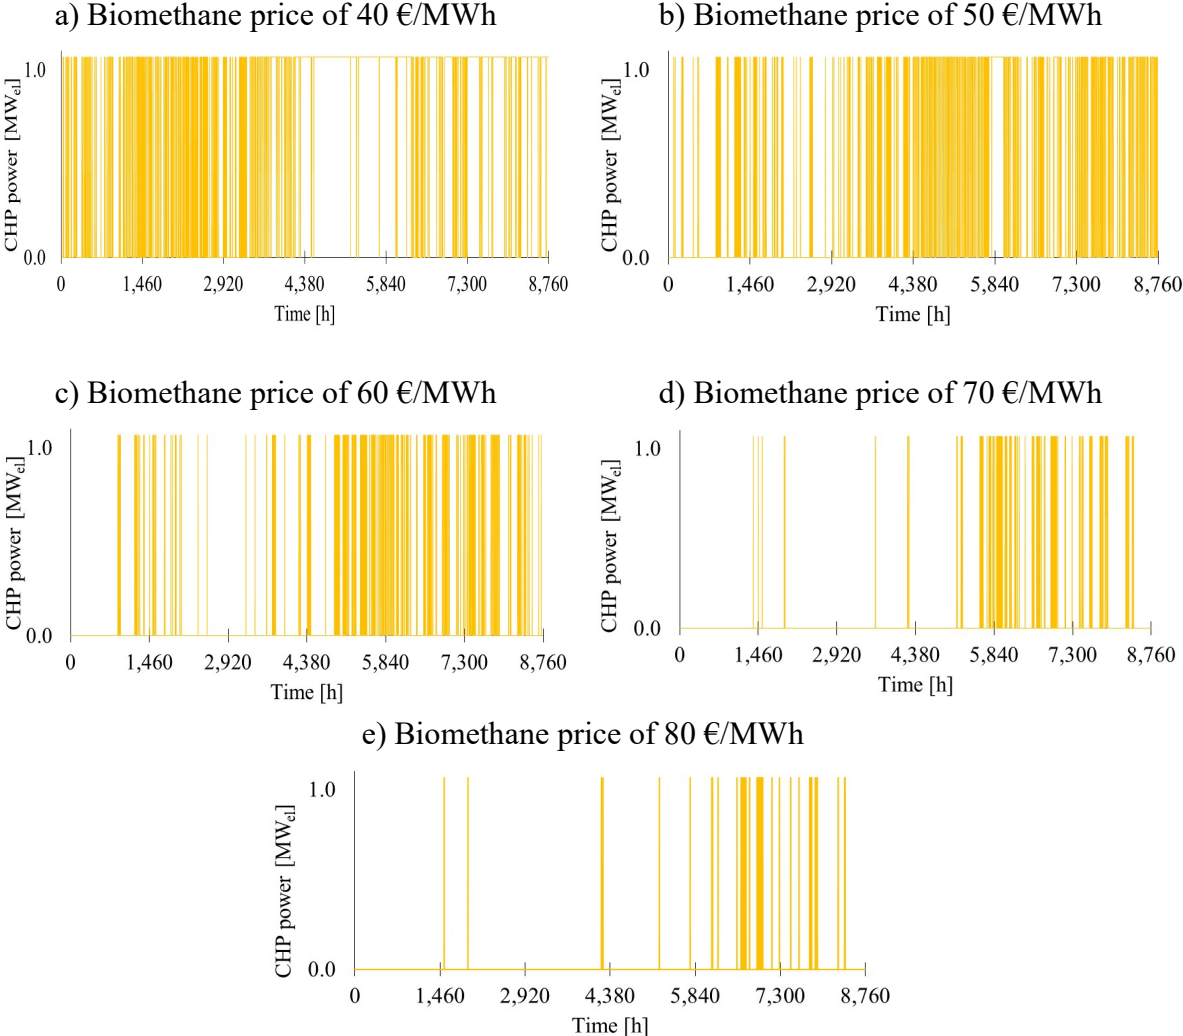 a) Biomethane price of 40 €/MWh
b) Biomethane price of 50 €/MWh
CHP power [MWel]
1.0
0.0
0 1,460 2,920 4,380 5,840 7,300 8,760
Time [h]
CHP power [MWel]
1.0
0.0
0 1,460 2,920 4,380 5,840 7,300 8,760
Time [h]
c) Biomethane price of 60 €/MWh
d) Biomethane price of 70 €/MWh
CHP power [MWel]
1.0
0.0
0 1,460 2,920 4,380 5,840 7,300 8,760
Time [h]
CHP power [MWel]
1.0
0.0
0 1,460 2,920 4,380 5,840 7,300 8,760
Time [h]
e) Biomethane price of 80 €/MWh
CHP power [MWel]
1.0
0.0
0 1,460 2,920 4,380 5,840 7,300 8,760
Time [h]